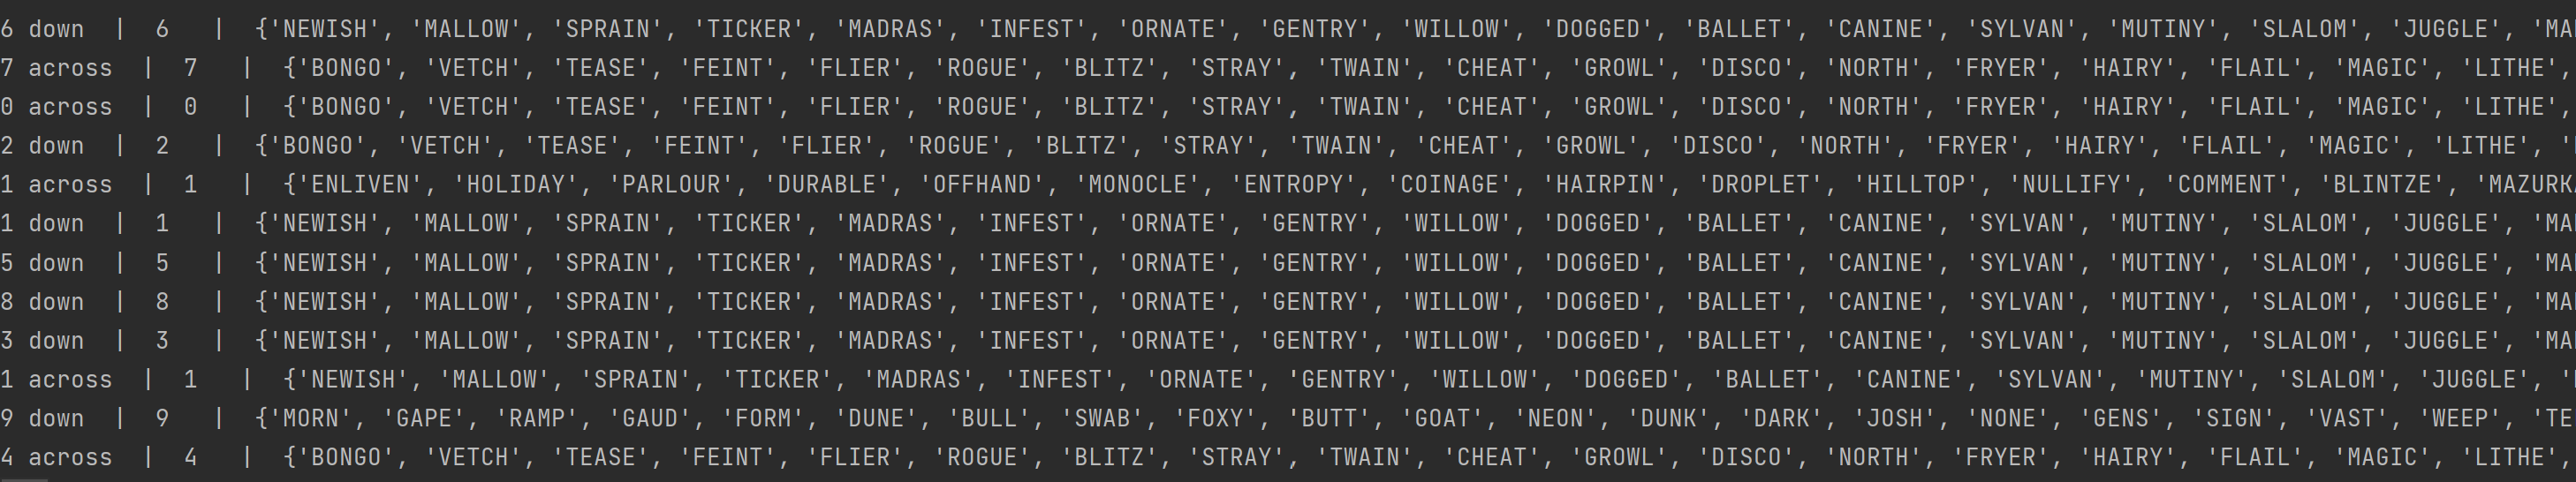 6 down | 6 | {'NEWISH', 'MALLOW', 'SPRAIN', 'TICKER', 'MADRAS', 'INFEST', 'ORNATE', 'GENTRY', 'WILLOW', 'DOGGED', 'BALLET', 'CANINE', 'SYLVAN', 'MUTINY', 'SLALOM', 'JUGGLE',
7 across | 7 | {'BONGO', 'VETCH', 'TEASE', 'FEINT', 'FLIER', 'ROGUE', 'BLITZ', 'STRAY', 'TWAIN', 'CHEAT', 'GROWL', 'DISCO', 'NORTH', 'FRYER', 'HAIRY', 'FLAIL', 'MAGIC', 'LITHE',
0 across | 0 | {'BONGO', 'VETCH', 'TEASE', 'FEINT', 'FLIER', 'ROGUE', 'BLITZ', 'STRAY', 'TWAIN', 'CHEAT', 'GROWL', 'DISCO', 'NORTH', 'FRYER', 'HAIRY', 'FLAIL', 'MAGIC', 'LITHE',
2 down | 2 | {'BONGO', 'VETCH', 'TEASE', 'FEINT', 'FLIER', 'ROGUE', 'BLITZ', 'STRAY', 'TWAIN', 'CHEAT', 'GROWL', 'DISCO', 'NORTH', 'FRYER', 'HAIRY', 'FLAIL', 'MAGIC', 'LITHE',
1 across | 1 | {'ENLIVEN', 'HOLIDAY', 'PARLOUR', 'DURABLE', 'OFFHAND', 'MONOCLE', 'ENTROPY', 'COINAGE', 'HAIRPIN', 'DROPLET', 'HILLTOP', 'NULLIFY', 'COMMENT', 'BLINTZE', 'MAZURK
1 down | 1 | {'NEWISH', 'MALLOW', 'SPRAIN', 'TICKER', 'MADRAS', 'INFEST', 'ORNATE', 'GENTRY', 'WILLOW', 'DOGGED', 'BALLET', 'CANINE', 'SYLVAN', 'MUTINY', 'SLALOM', 'JUGGLE',
5 down | 5 | {'NEWISH', 'MALLOW', 'SPRAIN', 'TICKER', 'MADRAS', 'INFEST', 'ORNATE', 'GENTRY', 'WILLOW', 'DOGGED', 'BALLET', 'CANINE', 'SYLVAN', 'MUTINY', 'SLALOM', 'JUGGLE',
8 down | 8 | {'NEWISH', 'MALLOW', 'SPRAIN', 'TICKER', 'MADRAS', 'INFEST', 'ORNATE', 'GENTRY', 'WILLOW', 'DOGGED', 'BALLET', 'CANINE', 'SYLVAN', 'MUTINY', 'SLALOM', 'JUGGLE',
3 down | 3 | {'NEWISH', 'MALLOW', 'SPRAIN', 'TICKER', 'MADRAS', 'INFEST', 'ORNATE', 'GENTRY', 'WILLOW', 'DOGGED', 'BALLET', 'CANINE', 'SYLVAN', 'MUTINY', 'SLALOM', 'JUGGLE',
1 across | 1 | {'NEWISH', 'MALLOW', 'SPRAIN', 'TICKER', 'MADRAS', 'INFEST', 'ORNATE', 'GENTRY', 'WILLOW', 'DOGGED', 'BALLET', 'CANINE', 'SYLVAN', 'MUTINY', 'SLALOM', 'JUGGLE',
9 down | 9 | {'MORN', 'GAPE', 'RAMP', 'GAUD', 'FORM', 'DUNE', 'BULL', 'SWAB', 'FOXY', 'BUTT', 'GOAT', 'NEON', 'DUNK', 'DARK', 'JOSH', 'NONE', 'GENS', 'SIGN', 'VAST', 'WEEP', 'TE
4 across | 4 | {'BONGO', 'VETCH', 'TEASE', 'FEINT', 'FLIER', 'ROGUE', 'BLITZ', 'STRAY', 'TWAIN', 'CHEAT', 'GROWL', 'DISCO', 'NORTH', 'FRYER', 'HAIRY', 'FLAIL', 'MAGIC', 'LITHE',